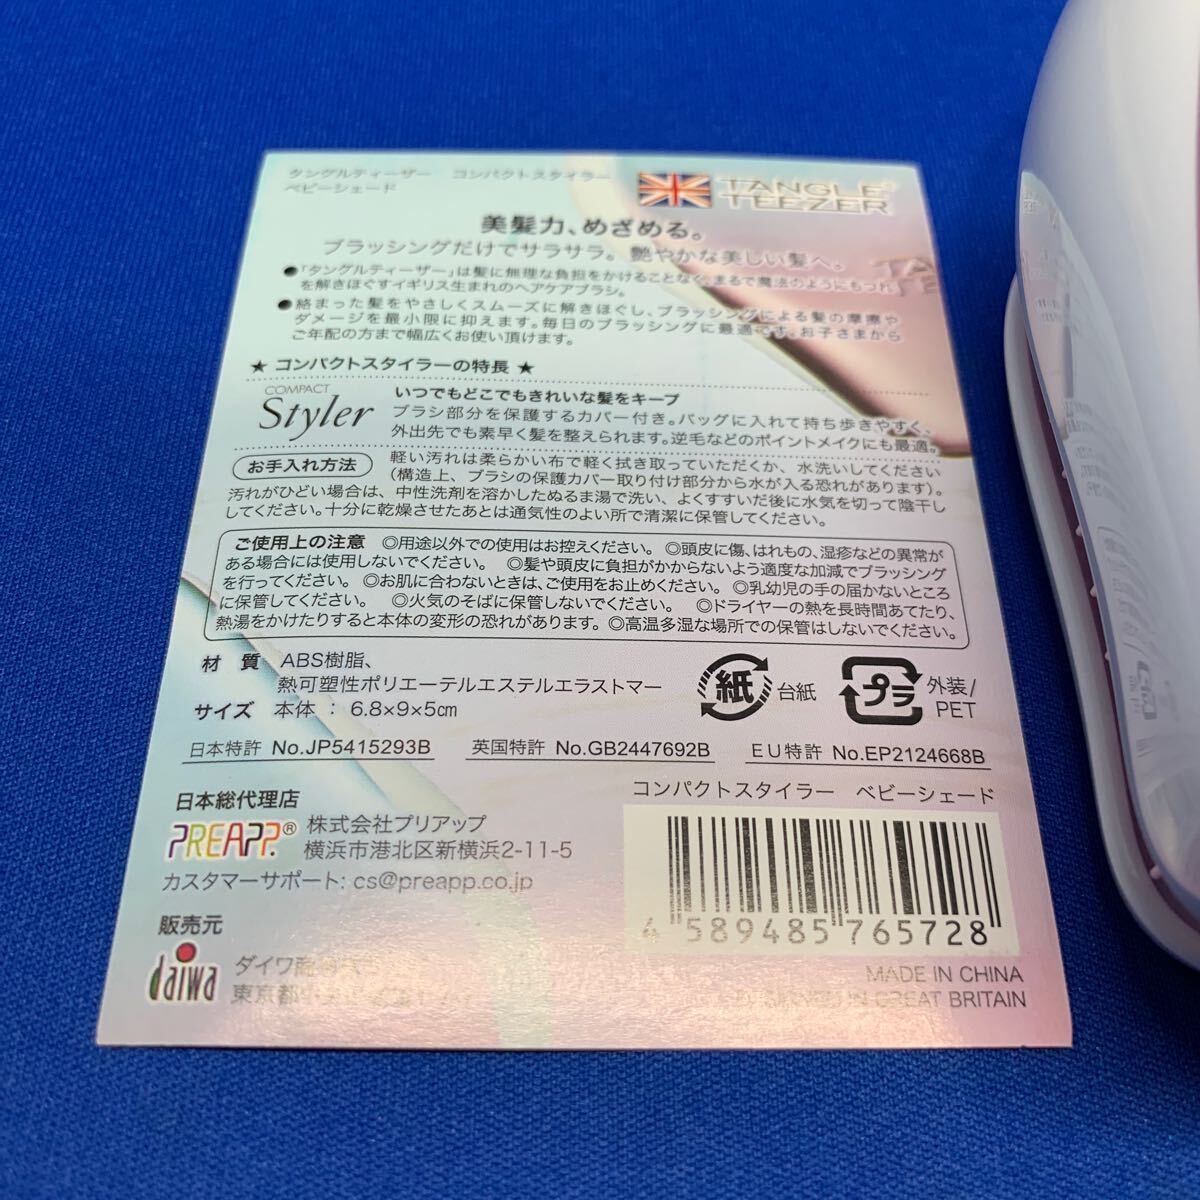 タングルティーザー　コンパクトスタイラー
ベビーシェード
TANGLE
TEEZER
美髪力、めざめる。
ブラッシングだけでサラサラ。艶やかな美しい髪へ。
●「タングルティーザー」は髪に無理な負担をかけることなく、まるで魔法のようにもつれ
を解きほぐすイギリス生まれのヘアケアブラシ。
●絡まった髪をやさしくスムーズに解きほぐし、ブラッシングによる髪の摩擦や
ダメージを最小限に抑えます。毎日のブラッシングに最適です。お子さまから
ご年配の方まで幅広くお使い頂けます。
★ コンパクトスタイラーの特長 ★
COMPACT
Styler
いつでもどこでもきれいな髪をキープ
ブラシ部分を保護するカバー付き。バッグに入れて持ち歩きやすく、
外出先でも素早く髪を整えられます。逆毛などのポイントメイクにも最適。
お手入れ方法 軽い汚れは柔らかい布で軽く拭き取っていただくか、水洗いしてください
（構造上、ブラシの保護カバー取り付け部分から水が入る恐れがあります）。
汚れがひどい場合は、中性洗剤を溶かしたぬるま湯で洗い、よくすすいだ後に水気を切って陰干し
してください。十分に乾燥させたあとは通気性のよい所で清潔に保管してください。
ご使用上の注意 ◎用途以外での使用はお控えください。◎頭皮に傷、はれもの、湿疹などの異常が
ある場合には使用しないでください。◎髪や頭皮に負担がかからないよう適度な加減でブラッシング
を行ってください。◎お肌に合わないときは、ご使用をお止めください。◎乳幼児の手の届かないところ
に保管してください。◎火気のそばに保管しないでください。◎ドライヤーの熱を長時間あてたり、
熱湯をかけたりすると本体の変形の恐れがあります。◎高温多湿な場所での保管はしないでください。
材　質　ABS樹脂、
熱可塑性ポリエーテルエステルエラストマー
サイズ　本体 ： 6.8×9×5㎝
紙 台紙
プラ 外装/
PET
日本特許 No.JP5415293B 英国特許 No.GB2447692B EU特許 No.EP2124668B
コンパクトスタイラー　ベビーシェード
日本総代理店
PREAPP® 株式会社プリアップ
横浜市港北区新横浜2-11-5
カスタマーサポート: cs@preapp.co.jp
4 589485 765728
販売元
daiwa ダイワ
東京都中
MADE IN CHINA
IN GREAT BRITAIN